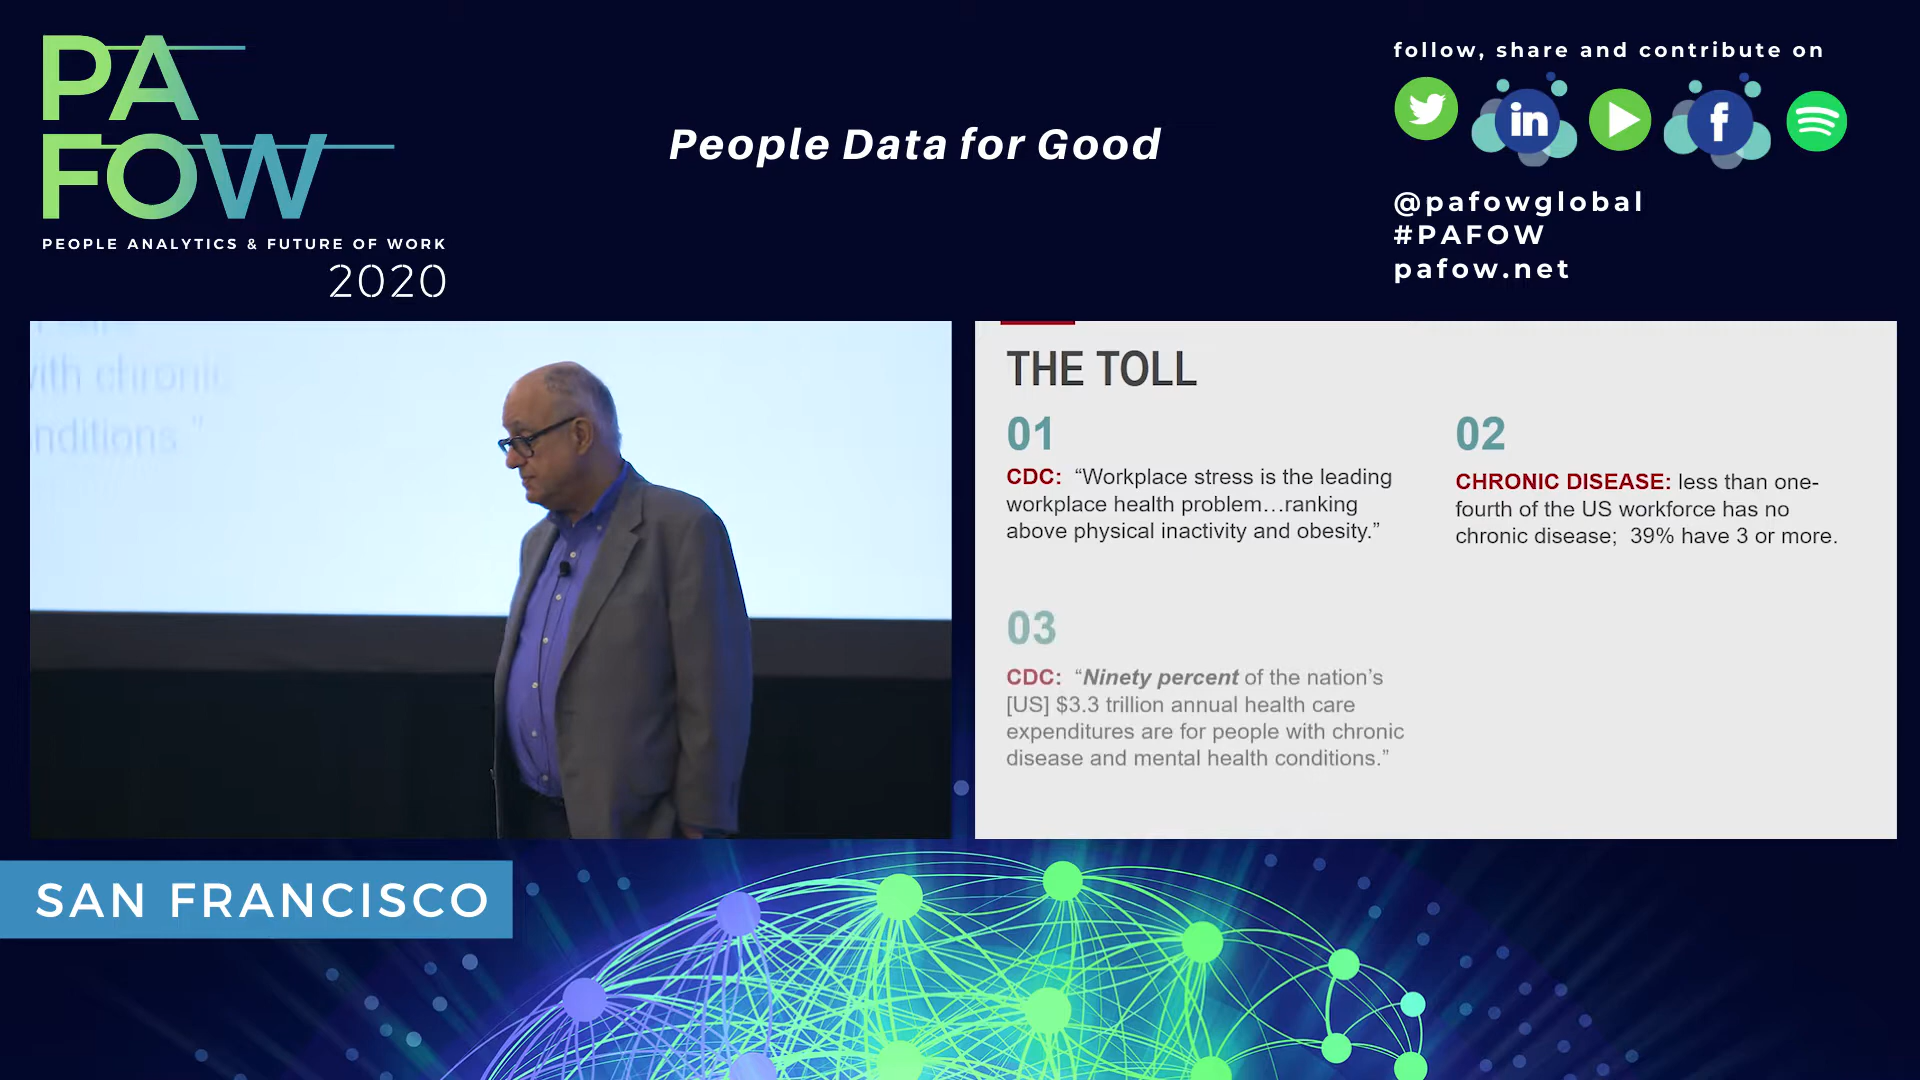 PA
FOW
PEOPLE ANALYTICS & FUTURE OF WORK
2020
People Data for Good
follow, share and contribute on
in
f
@pafowglobal
#PAFOW
pafow.net
with chronic
nditions.”
THE TOLL
01
CDC: “Workplace stress is the leading
workplace health problem…ranking
above physical inactivity and obesity.”
02
CHRONIC DISEASE: less than one-
fourth of the US workforce has no
chronic disease; 39% have 3 or more.
03
CDC: “Ninety percent of the nation’s
[US] $3.3 trillion annual health care
expenditures are for people with chronic
disease and mental health conditions.”
SAN FRANCISCO